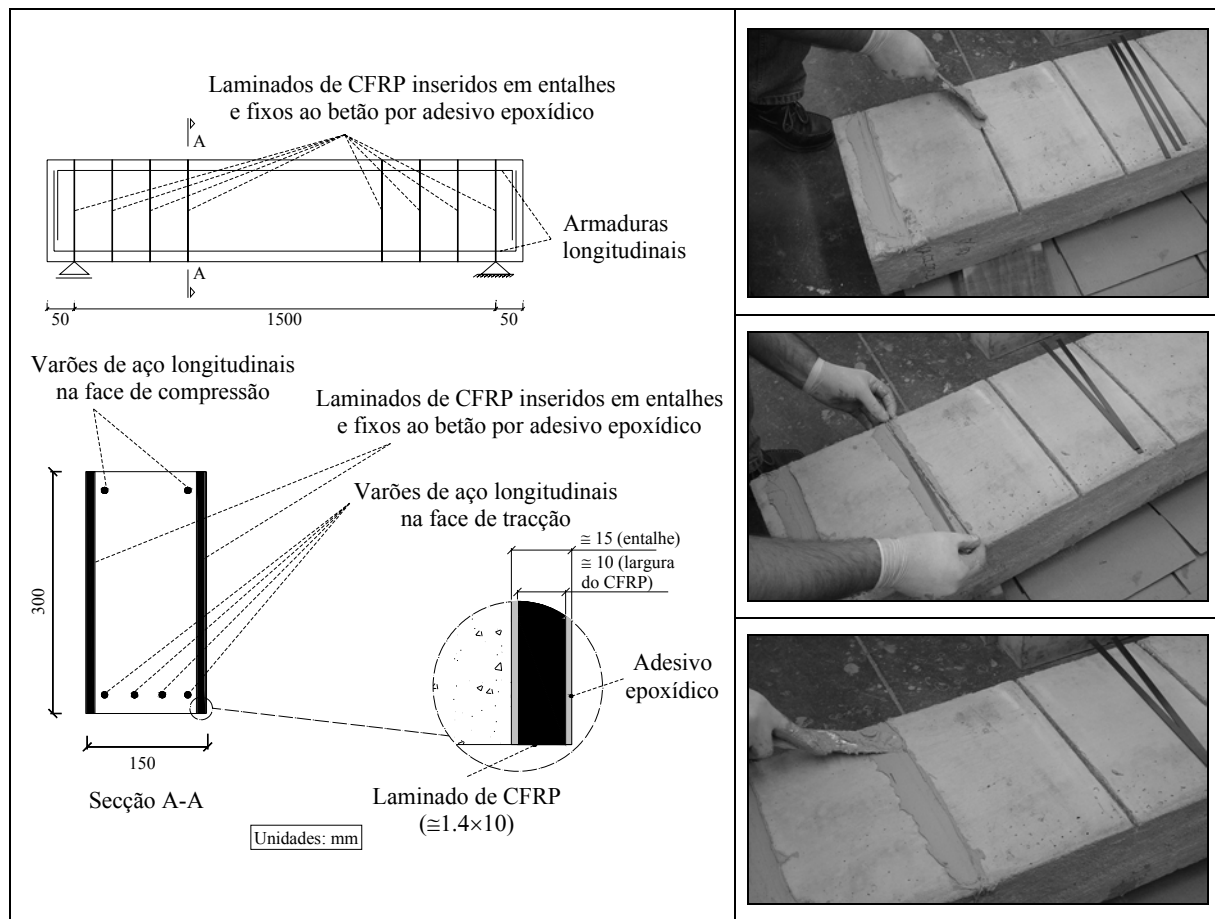 Laminados de CFRP inseridos em entalhes
e fixos ao betão por adesivo epoxídico
A
Armaduras
longitudinais
A
50
1500
50
Varões de aço longitudinais
na face de compressão
Laminados de CFRP inseridos em entalhes
e fixos ao betão por adesivo epoxídico
Varões de aço longitudinais
na face de tracção
≅ 15 (entalhe)
≅ 10 (largura
do CFRP)
300
Adesivo
epoxídico
150
Secção A-A
Laminado de CFRP
(≅1.4×10)
Unidades: mm